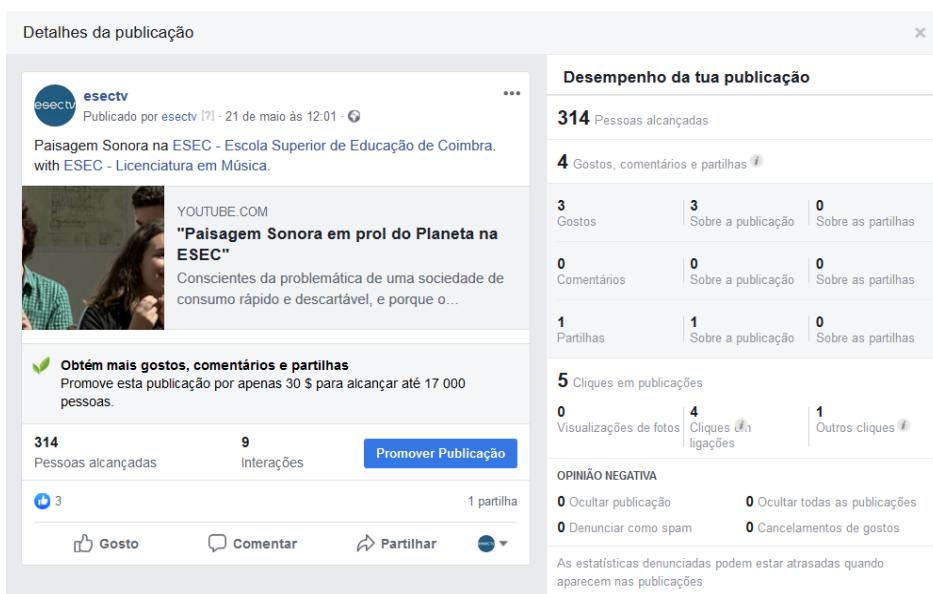 Detalhes da publicação
×
esectv
esectv
Publicado por esectv [?] · 21 de maio às 12:01 ·
Paisagem Sonora na ESEC - Escola Superior de Educação de Coimbra.
with ESEC - Licenciatura em Música.
YOUTUBE.COM
"Paisagem Sonora em prol do Planeta na
ESEC"
Conscientes da problemática de uma sociedade de
consumo rápido e descartável, e porque o...
Obtém mais gostos, comentários e partilhas
Promove esta publicação por apenas 30 $ para alcançar até 17 000
pessoas.
314
Pessoas alcançadas
9
Interações
Promover Publicação
3
1 partilha
Gosto
Comentar
Partilhar
Desempenho da tua publicação
314 Pessoas alcançadas
4 Gostos, comentários e partilhas i
3 3 0
Gostos Sobre a publicação Sobre as partilhas
0 0 0
Comentários Sobre a publicação Sobre as partilhas
1 1 0
Partilhas Sobre a publicação Sobre as partilhas
5 Cliques em publicações
0 4 1
Visualizações de fotos Cliques em Outros cliques i
ligações
OPINIÃO NEGATIVA
0 Ocultar publicação 0 Ocultar todas as publicações
0 Denunciar como spam 0 Cancelamentos de gostos
As estatísticas denunciadas podem estar atrasadas quando
aparecem nas publicações